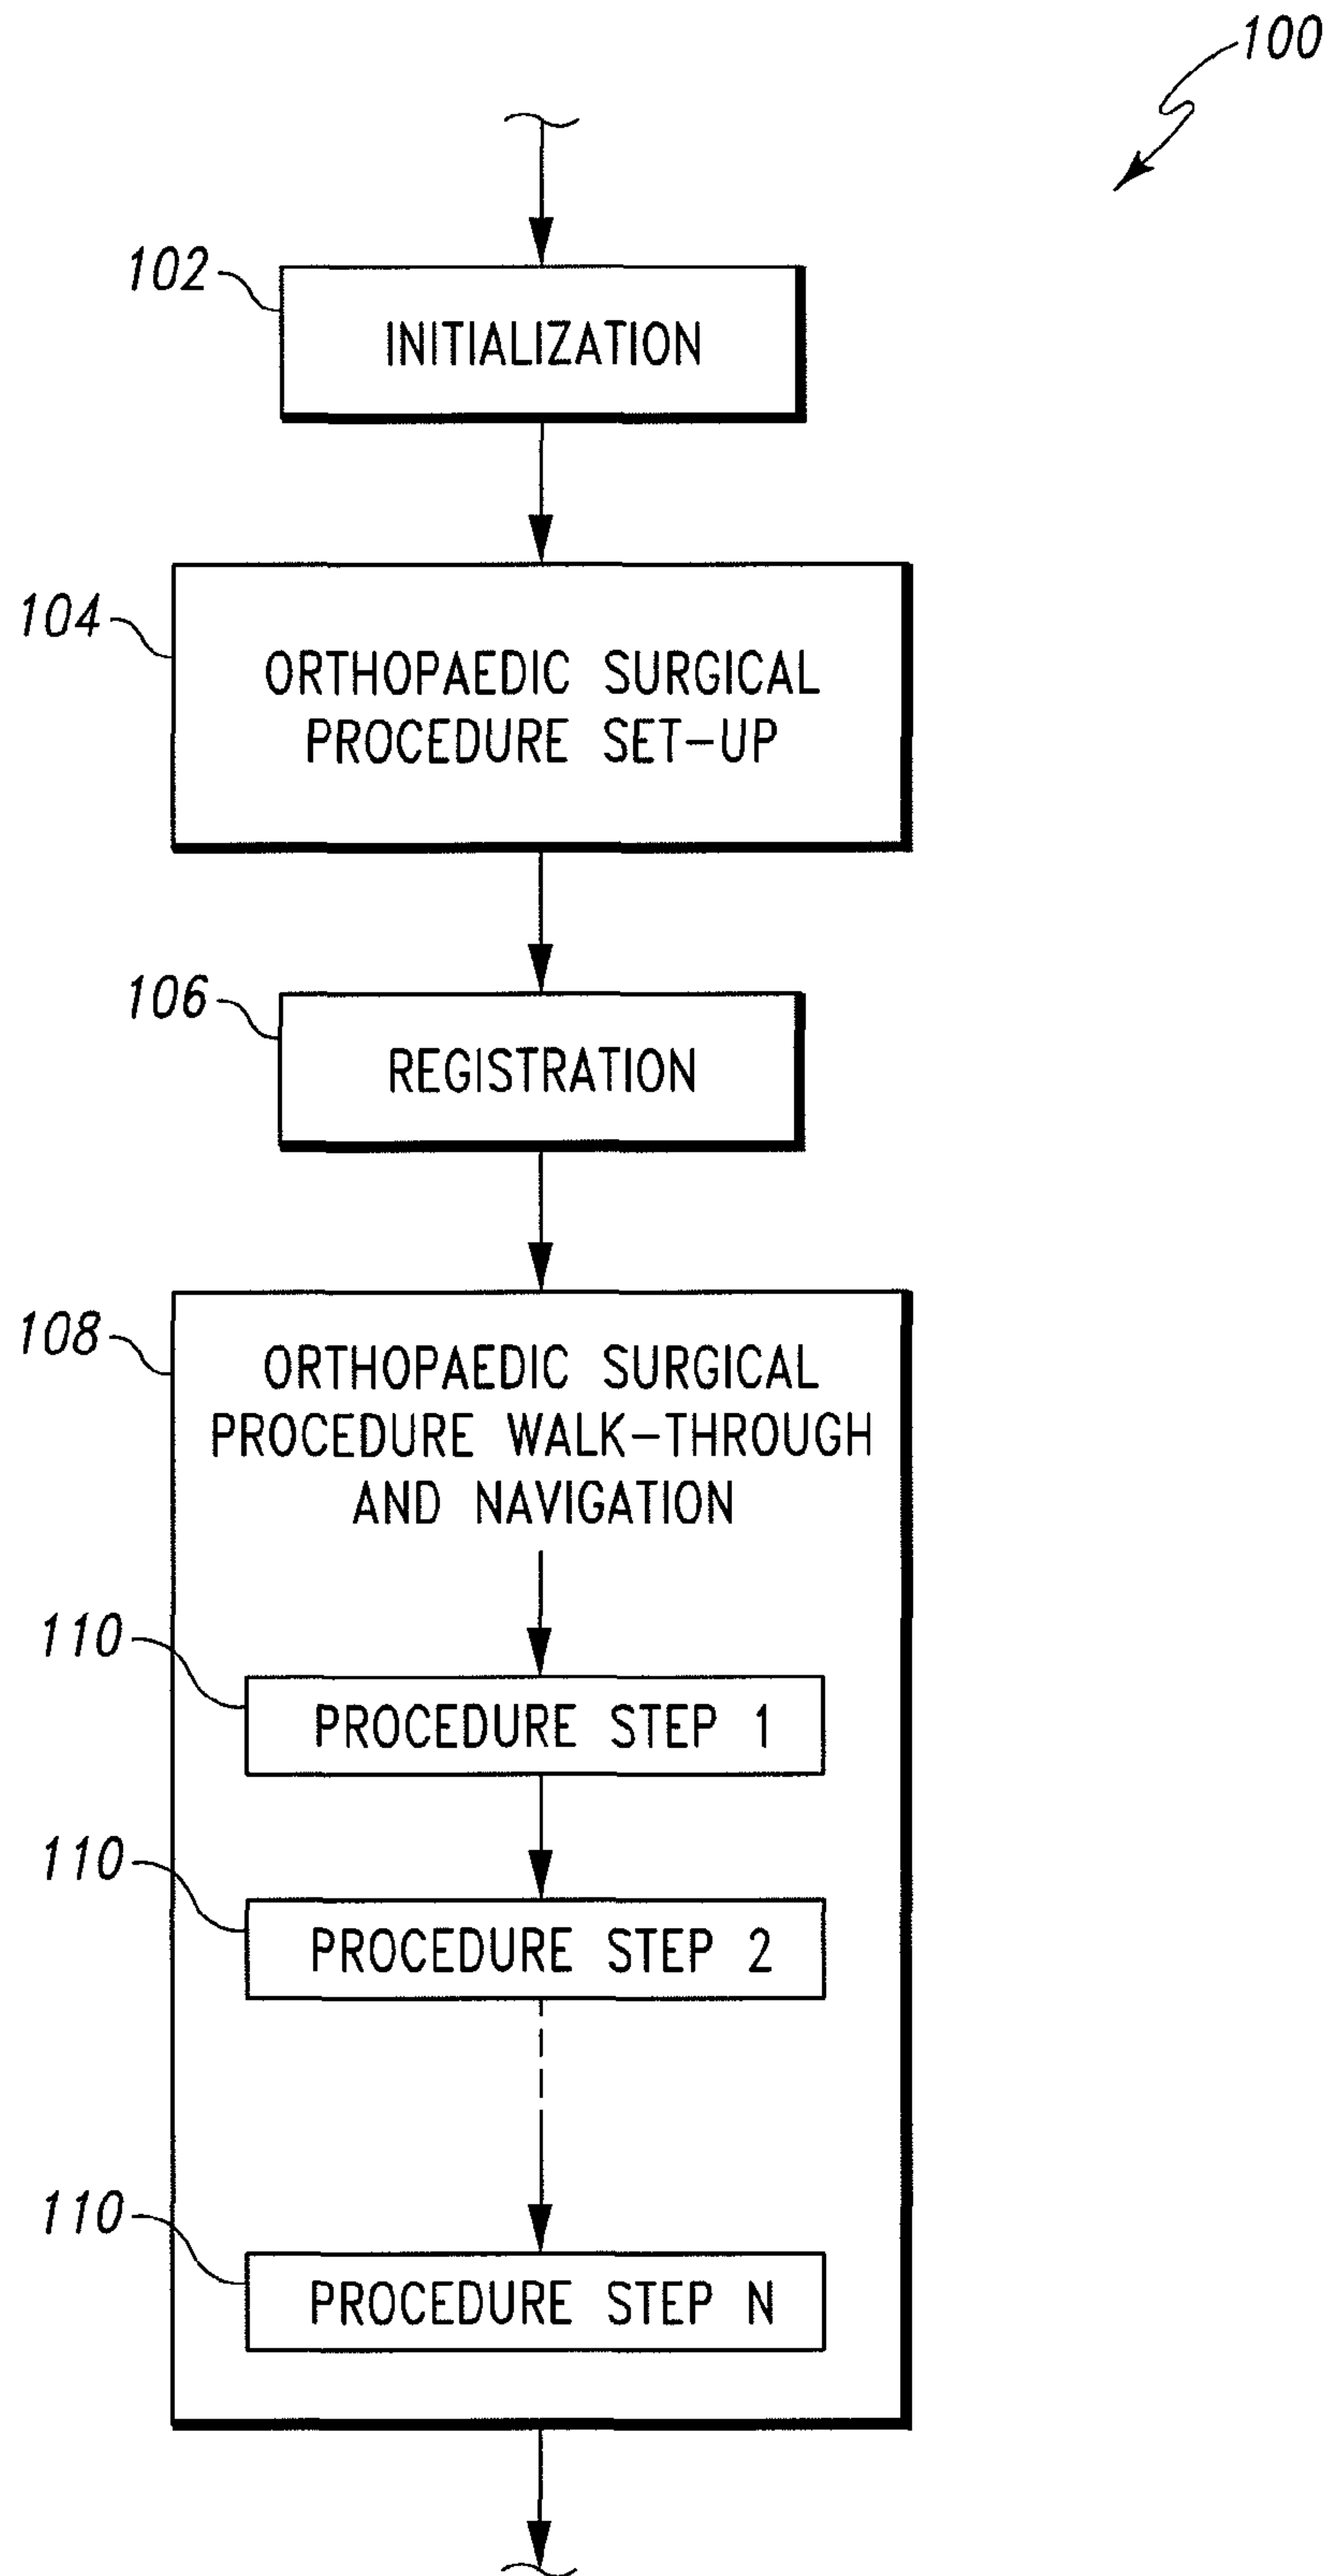 100
102
INITIALIZATION
104
ORTHOPAEDIC SURGICAL
PROCEDURE SET-UP
106
REGISTRATION
108
ORTHOPAEDIC SURGICAL
PROCEDURE WALK-THROUGH
AND NAVIGATION
110
PROCEDURE STEP 1
110
PROCEDURE STEP 2
110
PROCEDURE STEP N